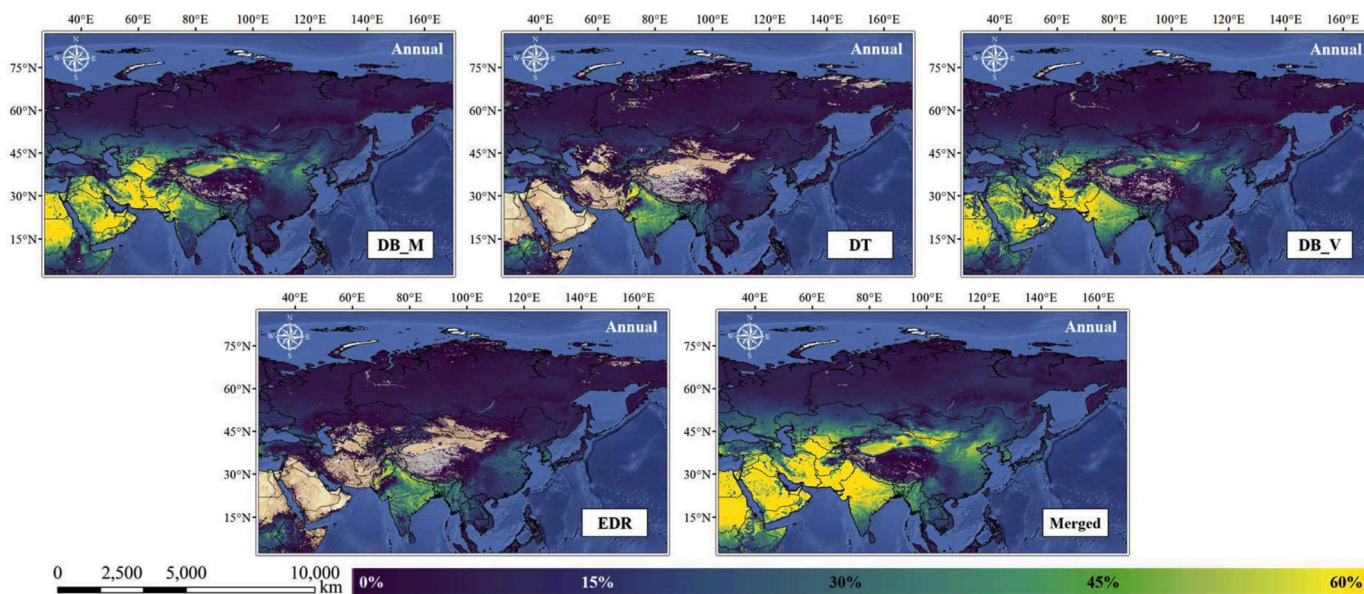 40°E 60°E 80°E 100°E 120°E 140°E 160°E 40°E 60°E 80°E 100°E 120°E 140°E 160°E 40°E 60°E 80°E 100°E 120°E 140°E 160°E
N Annual N Annual N Annual
W E W E W E
S S S
75°N 75°N 75°N
60°N 60°N 60°N
45°N 45°N 45°N
30°N 30°N 30°N
15°N 15°N 15°N
DB_M DT DB_V
40°E 60°E 80°E 100°E 120°E 140°E 160°E 40°E 60°E 80°E 100°E 120°E 140°E 160°E
N Annual N Annual
W E W E
S S
75°N 75°N
60°N 60°N
45°N 45°N
30°N 30°N
15°N 15°N
EDR Merged
0 2,500 5,000 10,000
km
0% 15% 30% 45% 60%